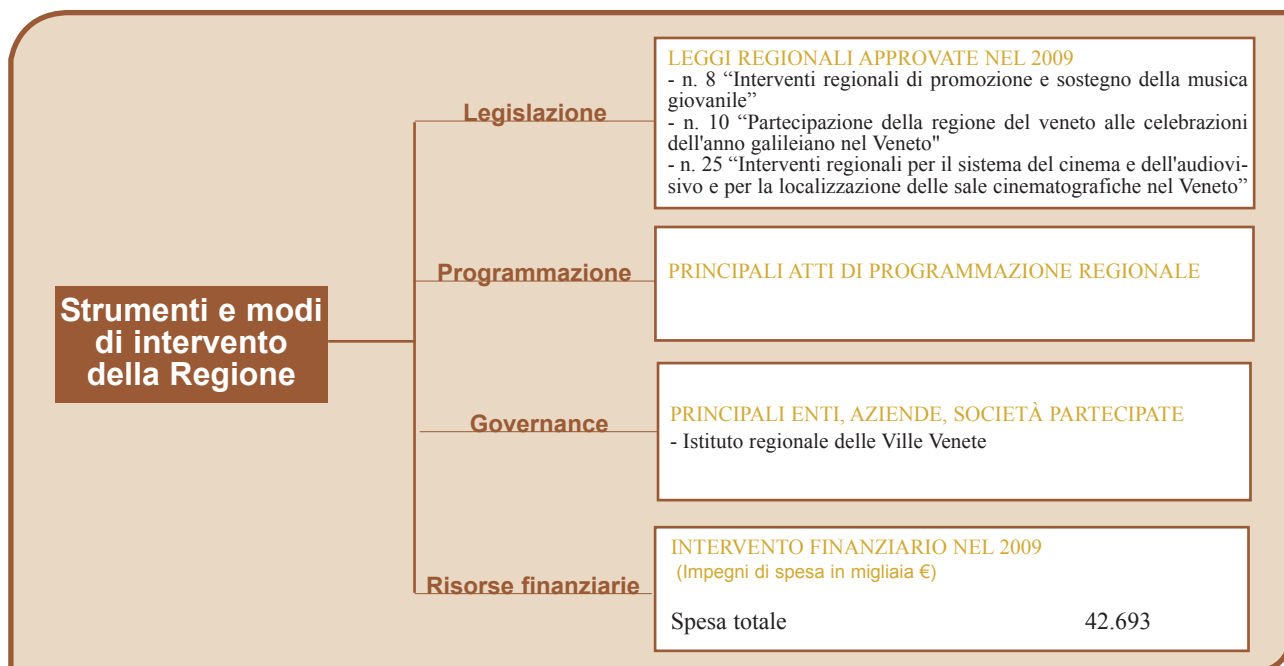 LEGGI REGIONALI APPROVATE NEL 2009
- n. 8 “Interventi regionali di promozione e sostegno della musica
giovanile”
- n. 10 “Partecipazione della regione del veneto alle celebrazioni
dell'anno galileiano nel Veneto"
- n. 25 “Interventi regionali per il sistema del cinema e dell'audiovi-
sivo e per la localizzazione delle sale cinematografiche nel Veneto”
Legislazione
Programmazione
PRINCIPALI ATTI DI PROGRAMMAZIONE REGIONALE
Strumenti e modi
di intervento
della Regione
Governance
PRINCIPALI ENTI, AZIENDE, SOCIETÀ PARTECIPATE
- Istituto regionale delle Ville Venete
Risorse finanziarie
INTERVENTO FINANZIARIO NEL 2009
(Impegni di spesa in migliaia €)
Spesa totale 42.693